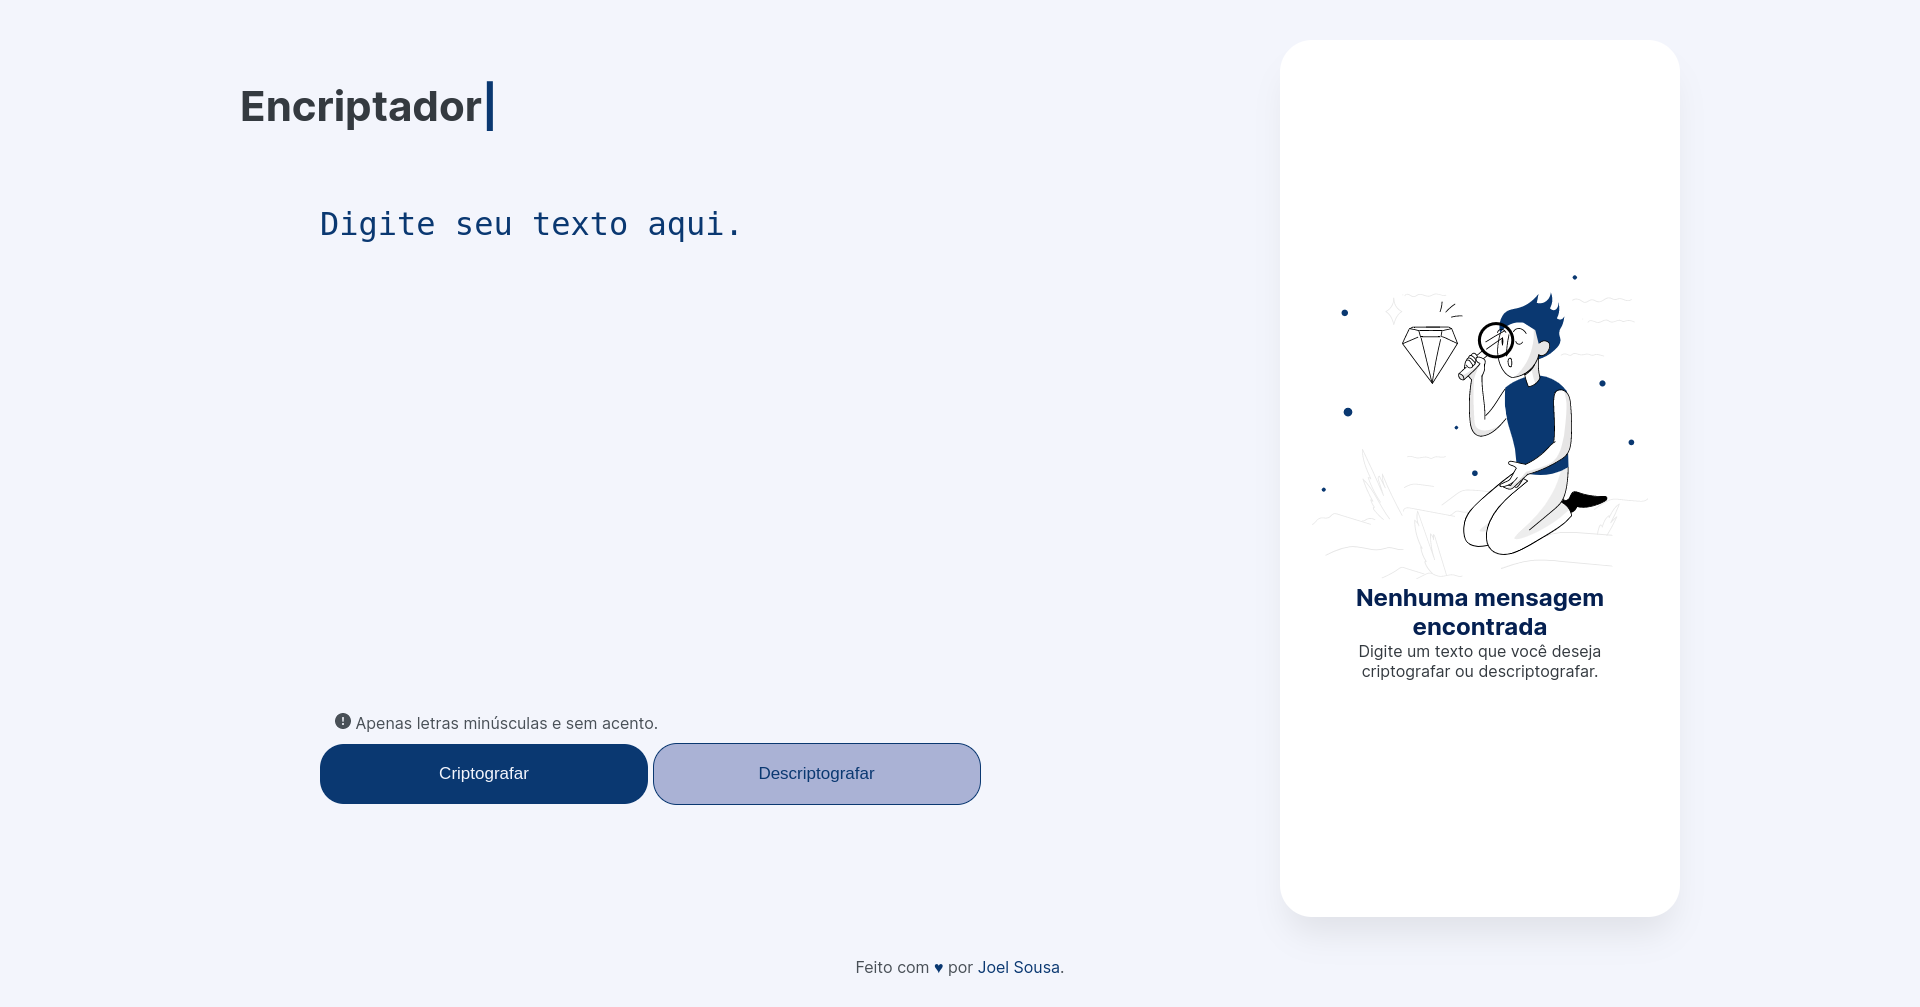 Encriptador
Digite seu texto aqui.
Apenas letras minúsculas e sem acento.
Criptografar
Descriptografar
Nenhuma mensagem
encontrada
Digite um texto que você deseja
criptografar ou descriptografar.
Feito com ♥ por Joel Sousa.